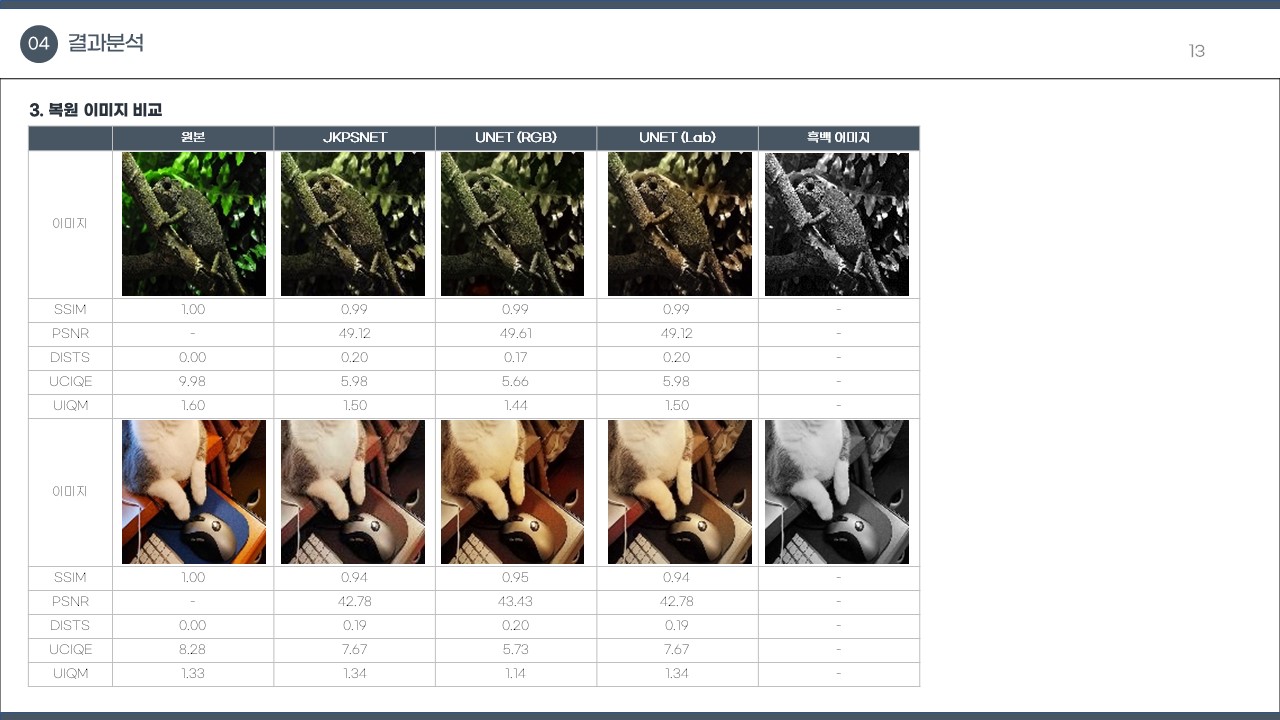 04 결과분석
13
3. 복원 이미지 비교
원본 JKPSNET UNET (RGB) UNET (Lab) 흑백 이미지
이미지
SSIM 1.00 0.99 0.99 0.99 -
PSNR - 49.12 49.61 49.12 -
DISTS 0.00 0.20 0.17 0.20 -
UCIQE 9.98 5.98 5.66 5.98 -
UIQM 1.60 1.50 1.44 1.50 -
이미지
SSIM 1.00 0.94 0.95 0.94 -
PSNR - 42.78 43.43 42.78 -
DISTS 0.00 0.19 0.20 0.19 -
UCIQE 8.28 7.67 5.73 7.67 -
UIQM 1.33 1.34 1.14 1.34 -